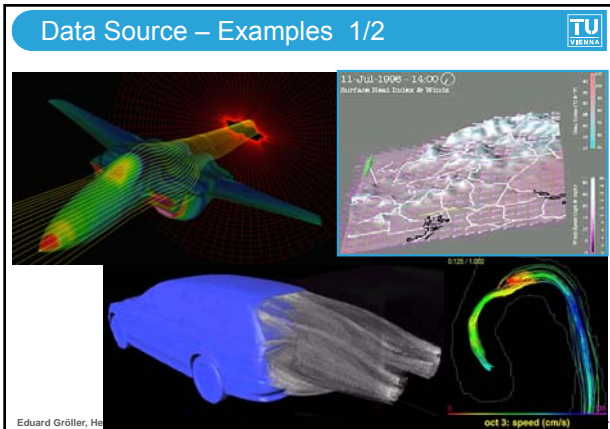 Data Source – Examples 1/2
TU
VIENNA
11-Jul-1996 - 14:00
Surface Heat Index & Winds
0.125 / 1.002
oct 3: speed (cm/s)
Eduard Gröller, He